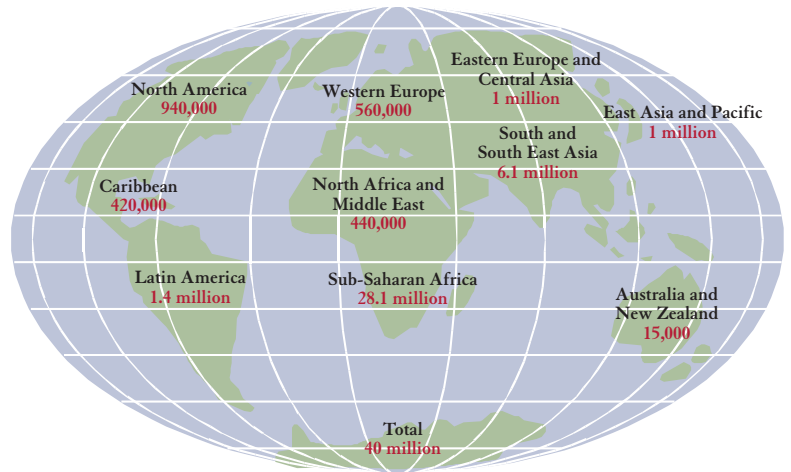 Eastern Europe and
Central Asia
1 million
North America
940,000
Western Europe
560,000
East Asia and Pacific
1 million
South and
South East Asia
6.1 million
Caribbean
420,000
North Africa and
Middle East
440,000
Latin America
1.4 million
Sub-Saharan Africa
28.1 million
Australia and
New Zealand
15,000
Total
40 million